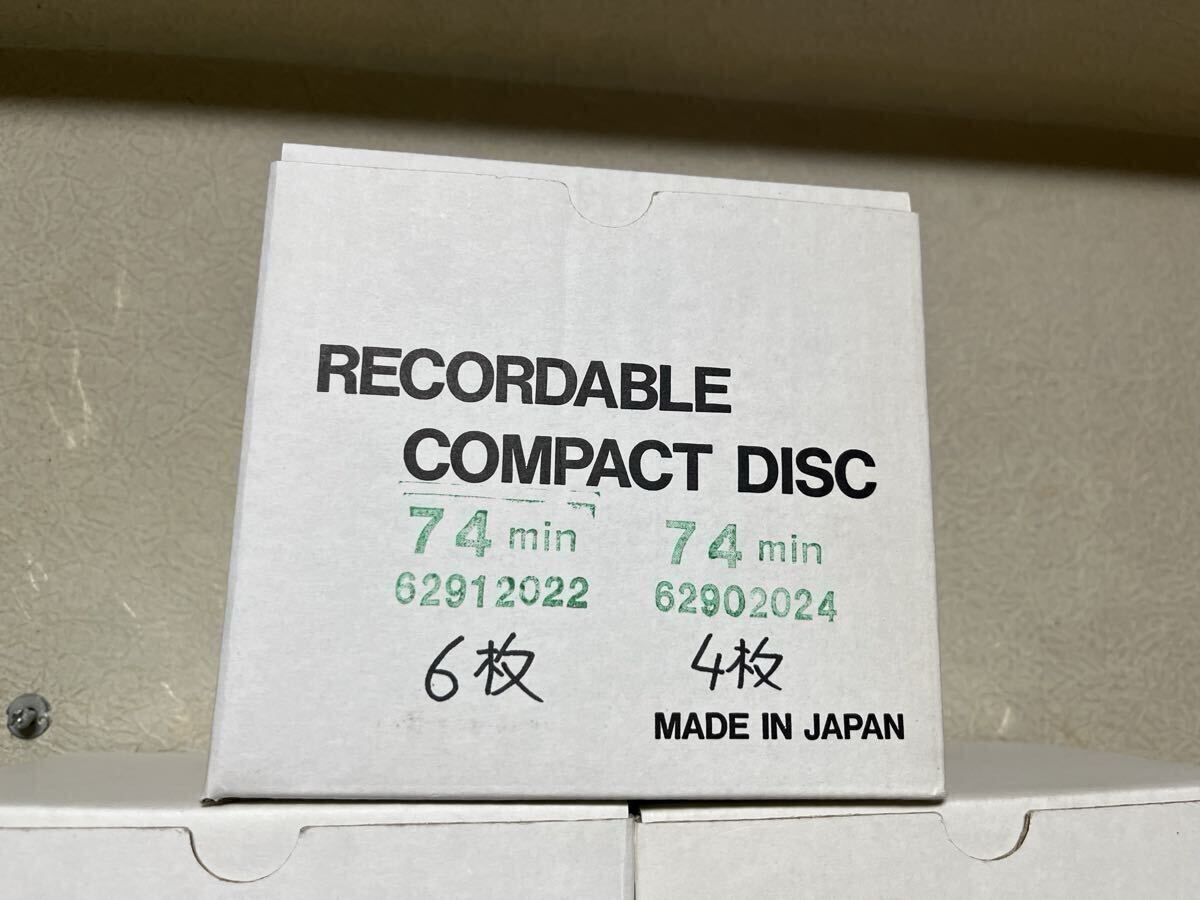 RECORDABLE
COMPACT DISC
74 min 74 min
62912022 62902024
6枚 4枚
MADE IN JAPAN